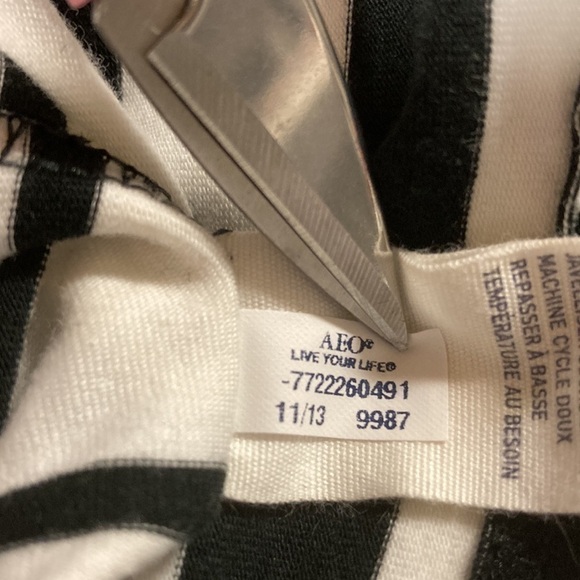 AEO®
LIVE YOUR LIFE®
-7722260491
11/13 9987
MACHINE CYCLE DOUX
REPASSER À BASSE
TEMPÉRATURE AU BESOIN